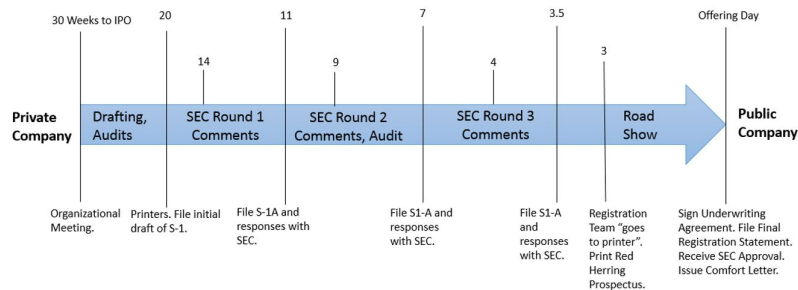 30 Weeks to IPO
20
11
7
3.5
Offering Day
14
9
4
3
Private
Company
Drafting,
Audits
SEC Round 1
Comments
SEC Round 2
Comments, Audit
SEC Round 3
Comments
Road
Show
Public
Company
Organizational
Meeting.
Printers. File initial
draft of S-1.
File S-1A and
responses with
SEC.
File S1-A and
responses
with SEC.
File S1-A
and
responses
with SEC.
Registration
Team “goes
to printer”.
Print Red
Herring
Prospectus.
Sign Underwriting
Agreement. File Final
Registration Statement.
Receive SEC Approval.
Issue Comfort Letter.